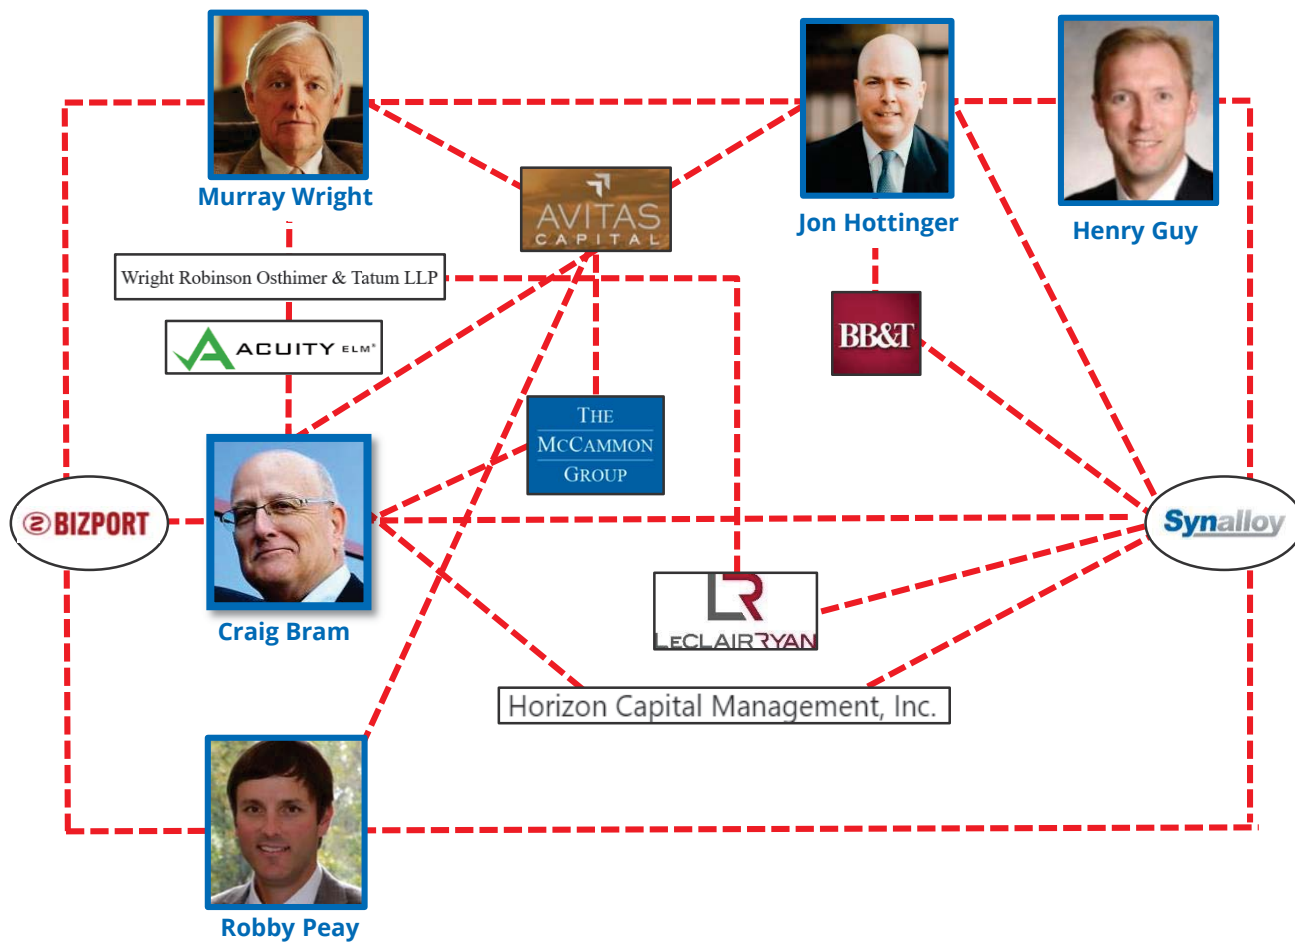 Murray Wright
Jon Hottinger
Henry Guy
AVITAS
CAPITAL
Wright Robinson Osthimer & Tatum LLP
ACUITY ELM®
BB&T
THE
MCCAMMON
GROUP
BIZPORT
Synalloy
Craig Bram
LR
LECLAIRRYAN
Horizon Capital Management, Inc.
Robby Peay